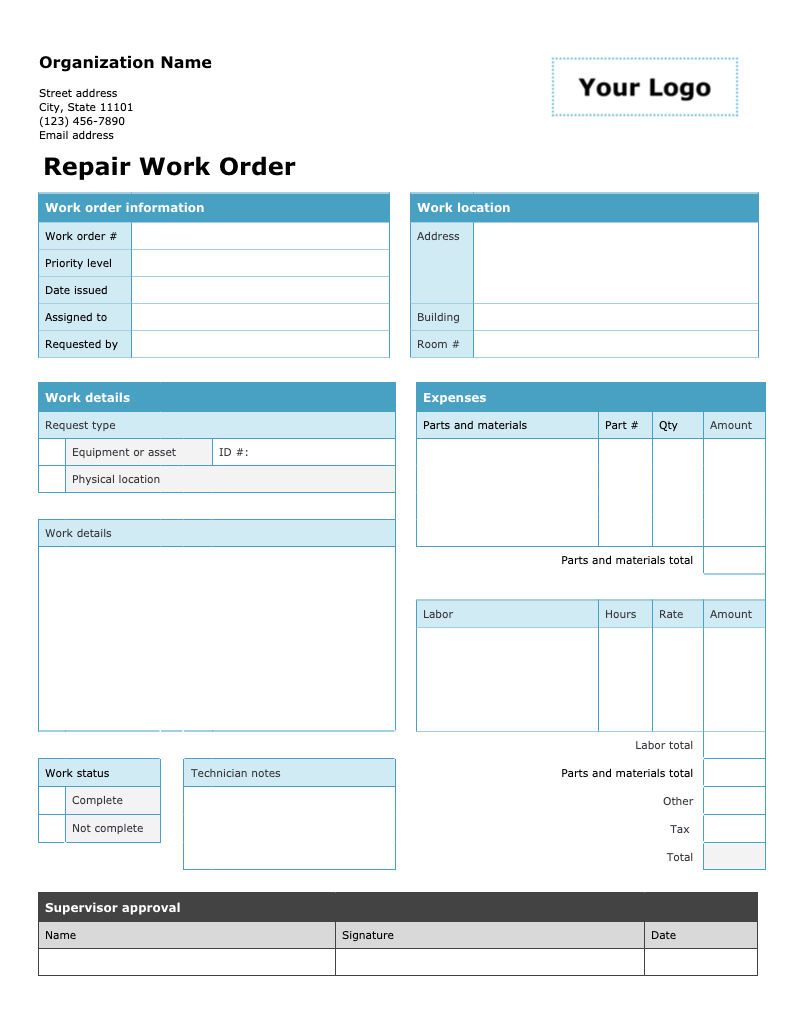 Organization Name
Your Logo
Street address
City, State 11101
(123) 456-7890
Email address
Repair Work Order
Work order information
Work order #
Priority level
Date issued
Assigned to
Requested by
Work location
Address
Building
Room #
Work details
Request type
Equipment or asset ID #:
Physical location
Work details
Expenses
Parts and materials Part # Qty Amount
Parts and materials total
Labor Hours Rate Amount
Labor total
Parts and materials total
Other
Tax
Total
Work status
Complete
Not complete
Technician notes
Supervisor approval
Name Signature Date